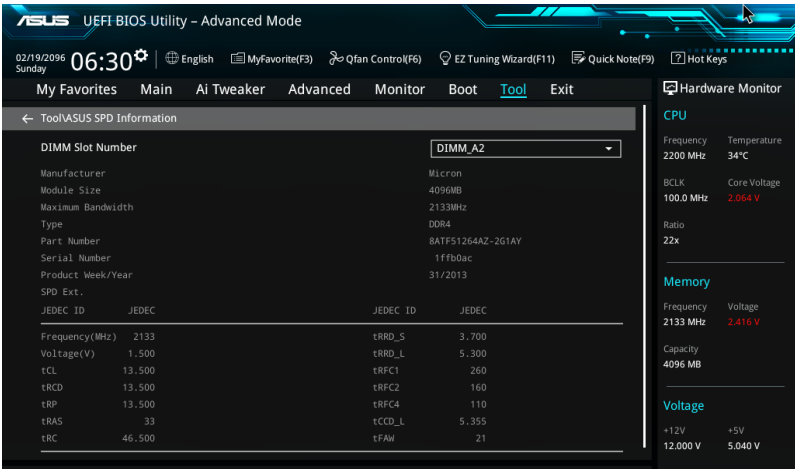 ASUS UEFI BIOS Utility – Advanced Mode
02/19/2096
Sunday
06:30
English
MyFavorite(F3)
Qfan Control(F6)
EZ Tuning Wizard(F11)
Quick Note(F9)
? Hot Keys
My Favorites Main Ai Tweaker Advanced Monitor Boot Tool Exit
← Tool\ASUS SPD Information
DIMM Slot Number DIMM_A2
Manufacturer Micron
Module Size 4096MB
Maximum Bandwidth 2133MHz
Type DDR4
Part Number 8ATF51264AZ-2G1AY
Serial Number 1ffb0ac
Product Week/Year 31/2013
SPD Ext.
JEDEC ID JEDEC JEDEC ID JEDEC
Frequency(MHz) 2133 tRRD_S 3.700
Voltage(V) 1.500 tRRD_L 5.300
tCL 13.500 tRFC1 260
tRCD 13.500 tRFC2 160
tRP 13.500 tRFC4 110
tRAS 33 tCCD_L 5.355
tRC 46.500 tFAW 21
Hardware Monitor
CPU
Frequency Temperature
2200 MHz 34°C
BCLK Core Voltage
100.0 MHz 2.064 V
Ratio
22x
Memory
Frequency Voltage
2133 MHz 2.416 V
Capacity
4096 MB
Voltage
+12V +5V
12.000 V 5.040 V